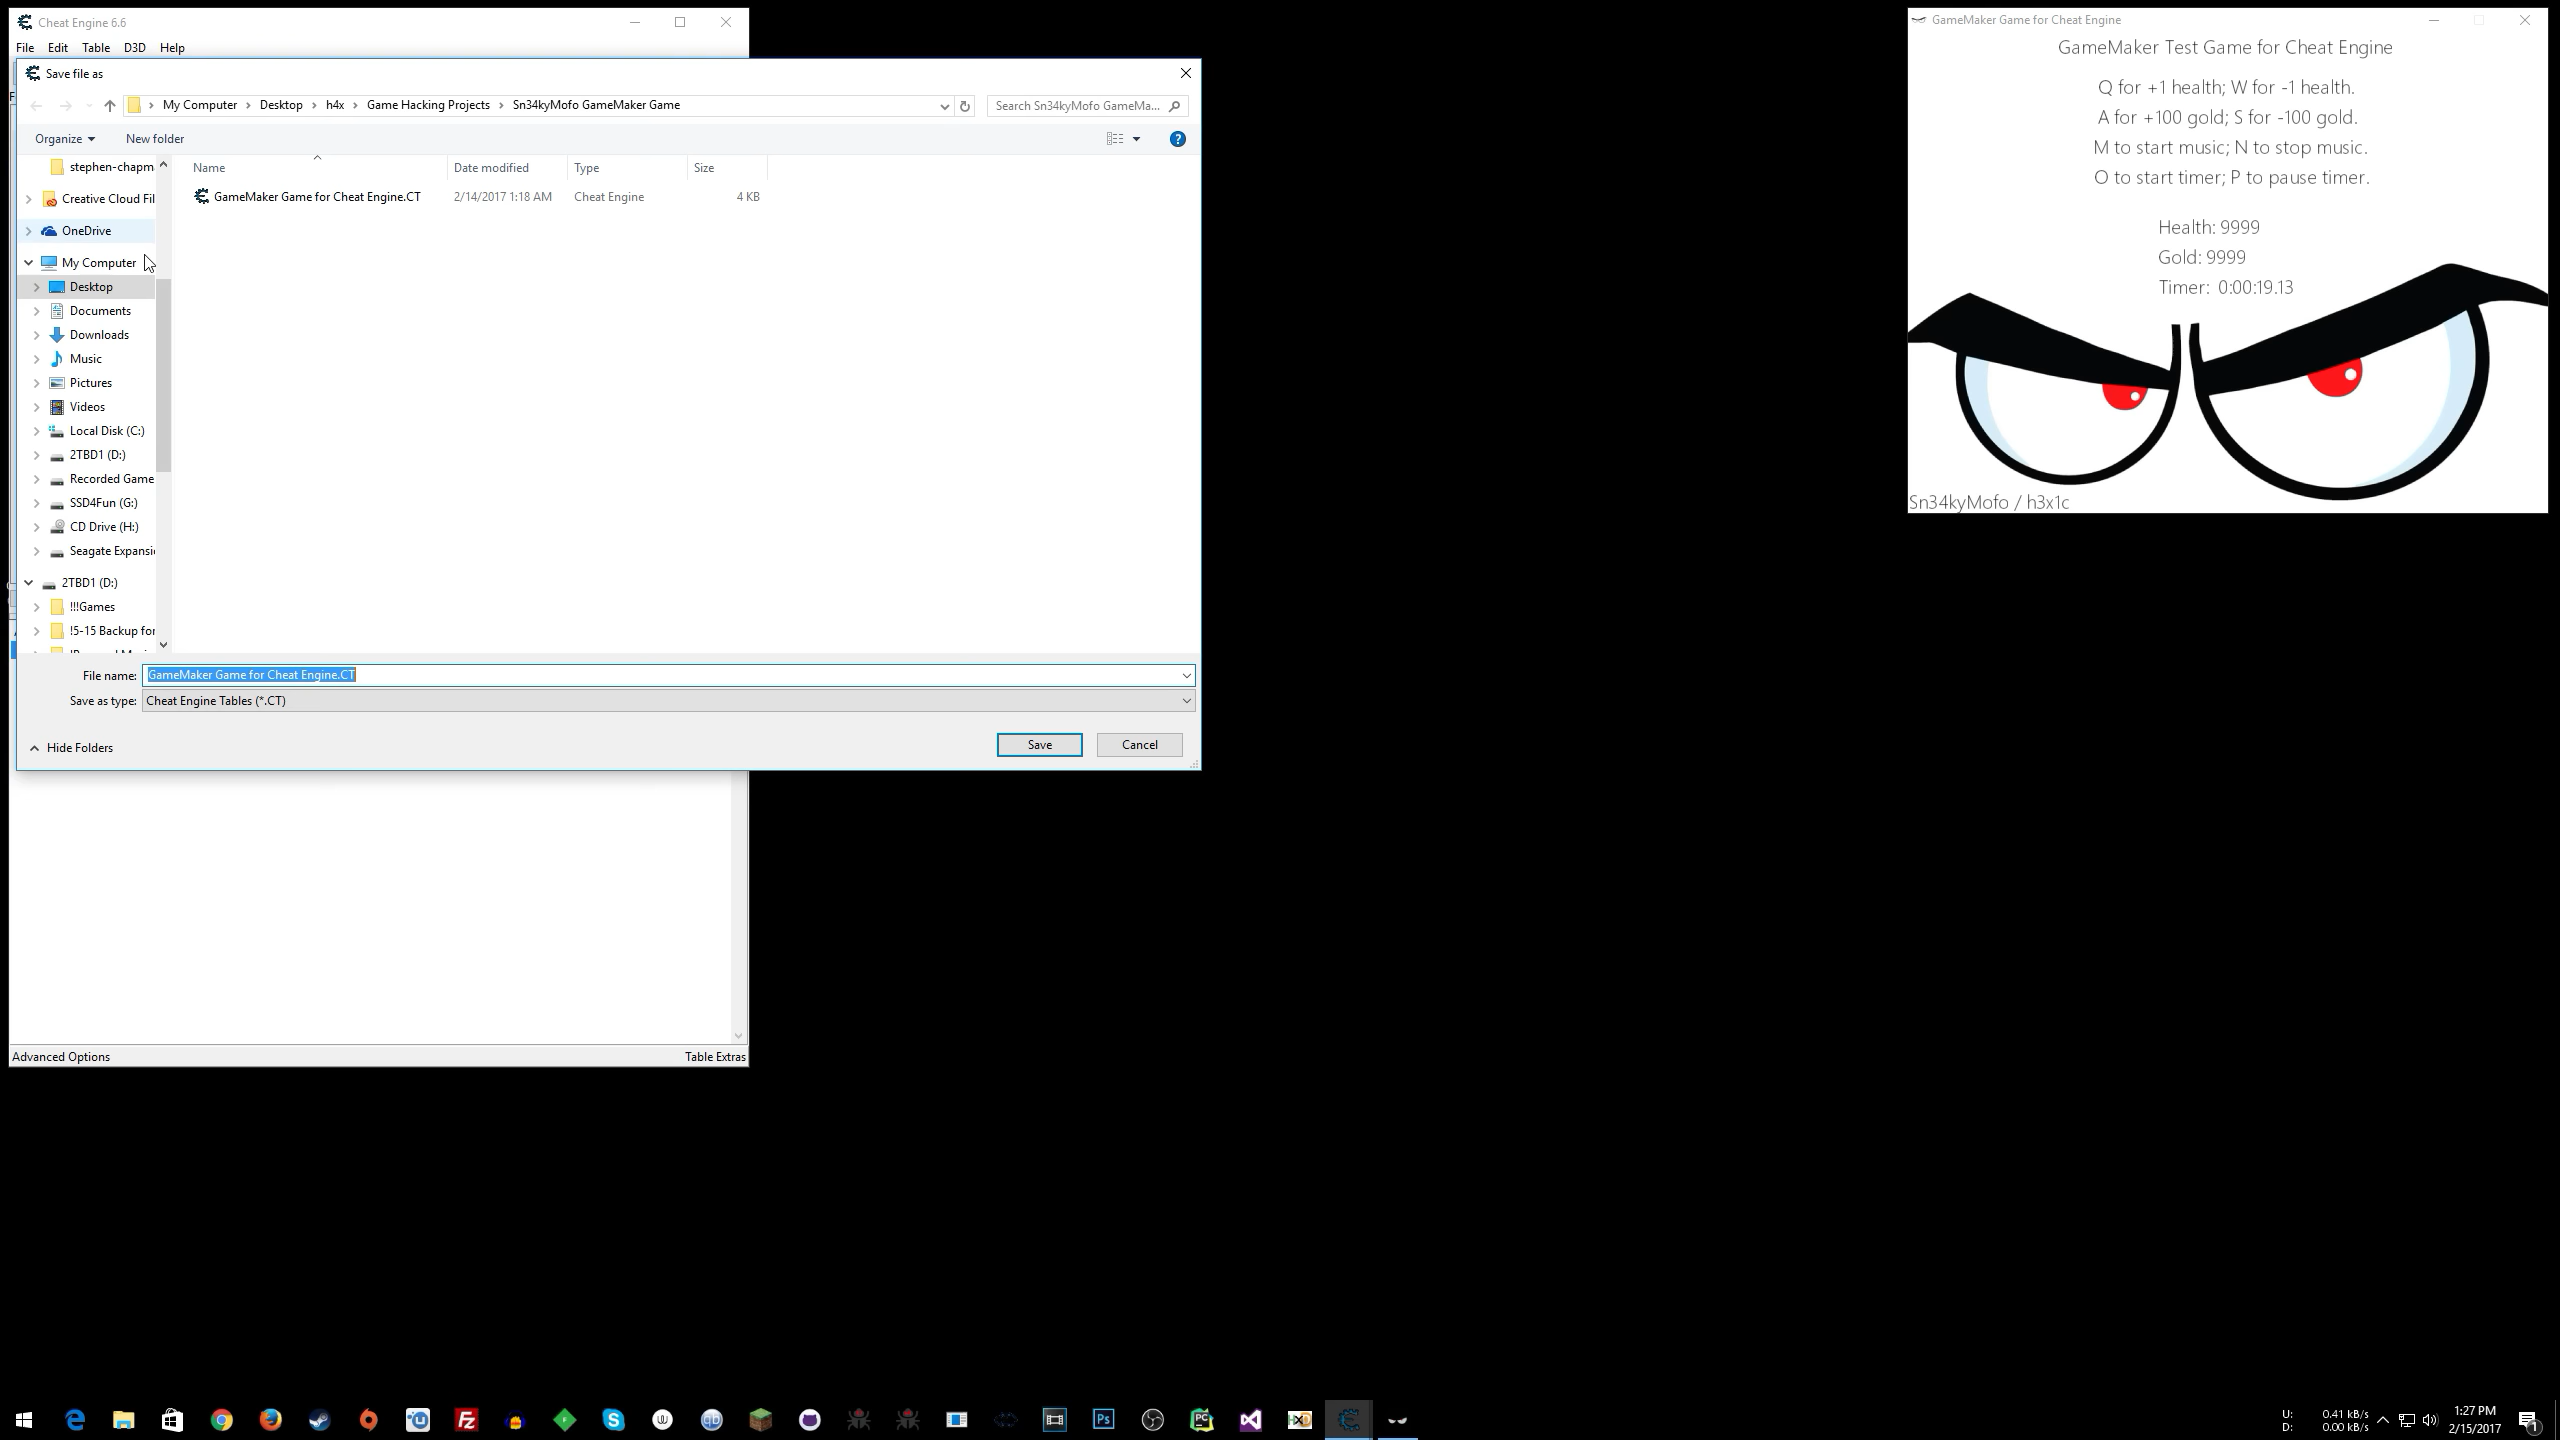 Cheat Engine 6.6
File Edit Table D3D Help
Save file as
My Computer Desktop h4x Game Hacking Projects Sn34kyMofo GameMaker Game
Search Sn34kyMofo GameMa...
Organize New folder
Name Date modified Type Size
GameMaker Game for Cheat Engine.CT 2/14/2017 1:18 AM Cheat Engine 4 KB
stephen-chapm
Creative Cloud Fil
OneDrive
My Computer
Desktop
Documents
Downloads
Music
Pictures
Videos
Local Disk (C:)
2TBD1 (D:)
Recorded Game
SSD4Fun (G:)
CD Drive (H:)
Seagate Expansi
2TBD1 (D:)
!!!Games
!5-15 Backup for
File name: GameMaker Game for Cheat Engine.CT
Save as type: Cheat Engine Tables (*.CT)
Hide Folders
Save Cancel
Advanced Options Table Extras
GameMaker Game for Cheat Engine
GameMaker Test Game for Cheat Engine
Q for +1 health; W for -1 health.
A for +100 gold; S for -100 gold.
M to start music; N to stop music.
O to start timer; P to pause timer.
Health: 9999
Gold: 9999
Timer: 0:00:19.13
Sn34kyMofo / h3x1c
U: 0.41 kB/s
D: 0.00 kB/s
1:27 PM
2/15/2017